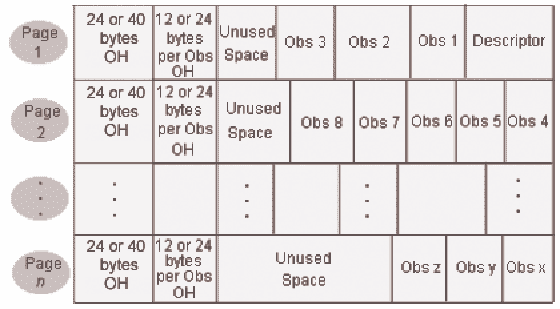 Page 1
24 or 40 bytes OH
12 or 24 bytes per Obs OH
Unused Space
Obs 3
Obs 2
Obs 1
Descriptor
Page 2
24 or 40 bytes OH
12 or 24 bytes per Obs OH
Unused Space
Obs 8
Obs 7
Obs 6
Obs 5
Obs 4
Page n
24 or 40 bytes OH
12 or 24 bytes per Obs OH
Unused Space
Obs z
Obs y
Obs x